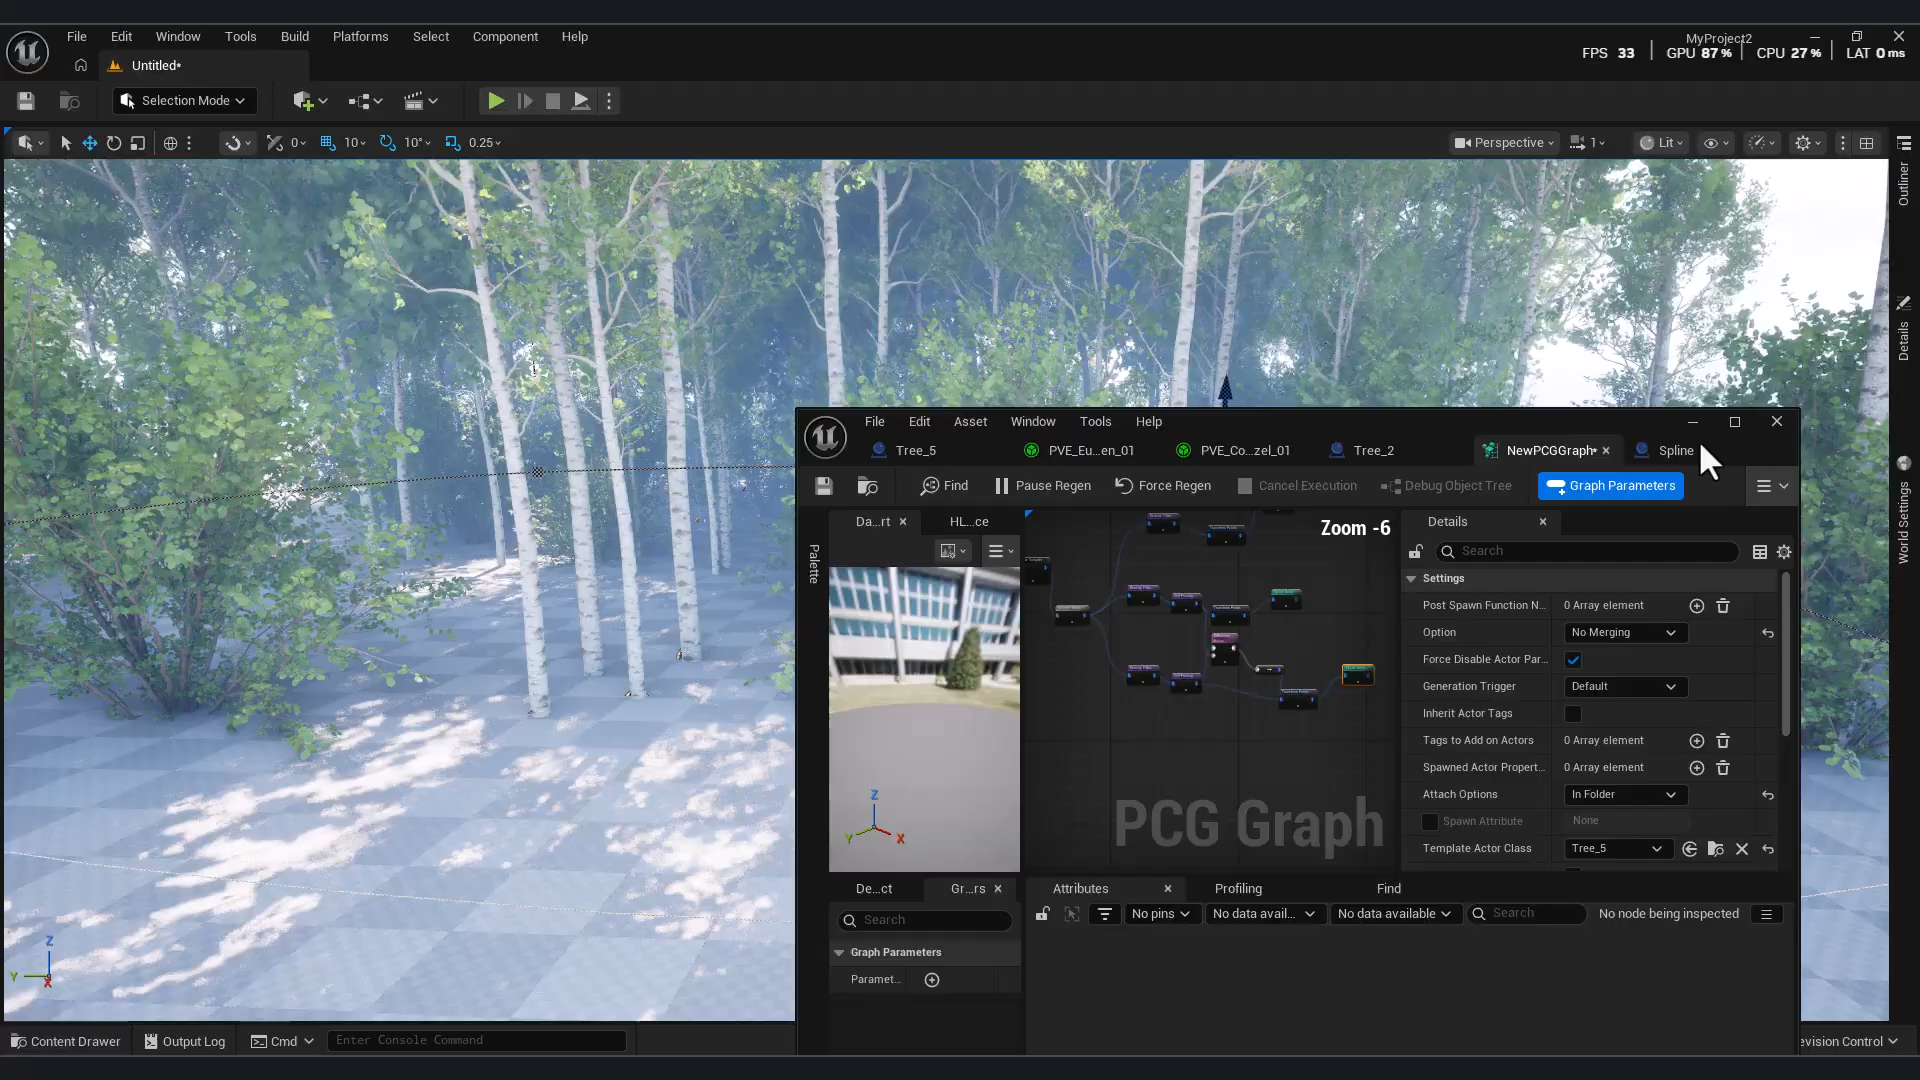 File Edit Window Tools Build Platforms Select Component Help
MyProject2
FPS 33 GPU 87 % CPU 27 % LAT 0 ms
Untitled*
Selection Mode
0 10 10° 0.25
Perspective 1 Lit
Outliner
Details
World Settings
File Edit Asset Window Tools Help
Tree_5 PVE_Eu...en_01 PVE_Co...zel_01 Tree_2 NewPCGGraph* Spline
Find Pause Regen Force Regen Cancel Execution Debug Object Tree Graph Parameters
Palette
Da...rt HL...ce
Zoom -6
Details
Search
Settings
Post Spawn Function N... 0 Array element
Option No Merging
Force Disable Actor Par...
Generation Trigger Default
Inherit Actor Tags
Tags to Add on Actors 0 Array element
Spawned Actor Propert... 0 Array element
Attach Options In Folder
Spawn Attribute None
Template Actor Class Tree_5
PCG Graph
Z
Y X
De...ct Gr...rs
Search
Graph Parameters
Paramet...
Attributes Profiling Find
No pins No data avail... No data available Search No node being inspected
Z
Y
X
Content Drawer Output Log Cmd Enter Console Command
evision Control